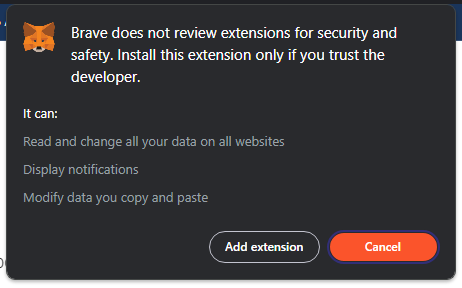 Brave does not review extensions for security and
safety. Install this extension only if you trust the
developer.
It can:
Read and change all your data on all websites
Display notifications
Modify data you copy and paste
Add extension
Cancel